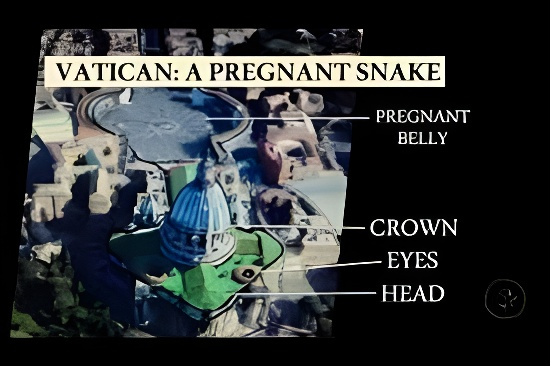 VATICAN: A PREGNANT SNAKE
PREGNANT
BELLY
CROWN
EYES
HEAD